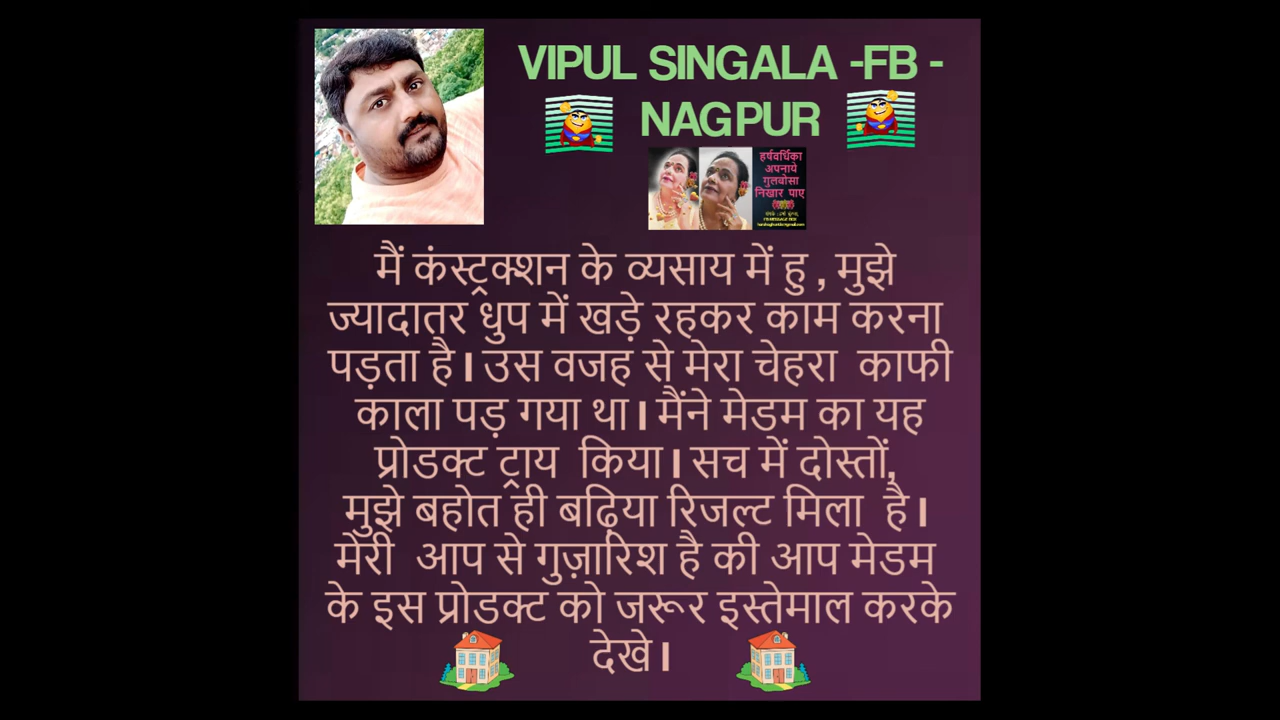 VIPUL SINGALA -FB -
NAGPUR
हर्षवर्धिका
अपनाये
गुलबोसा
निखार पाए
मैं कंस्ट्रक्शन के व्यसाय में हु , मुझे
ज्यादातर धुप में खड़े रहकर काम करना
पड़ता है I उस वजह से मेरा चेहरा काफी
काला पड़ गया था I मैंने मेडम का यह
प्रोडक्ट ट्राय किया I सच में दोस्तों,
मुझे बहोत ही बढ़िया रिजल्ट मिला है I
मेरी आप से गुज़ारिश है की आप मेडम
के इस प्रोडक्ट को जरूर इस्तेमाल करके
देखे I